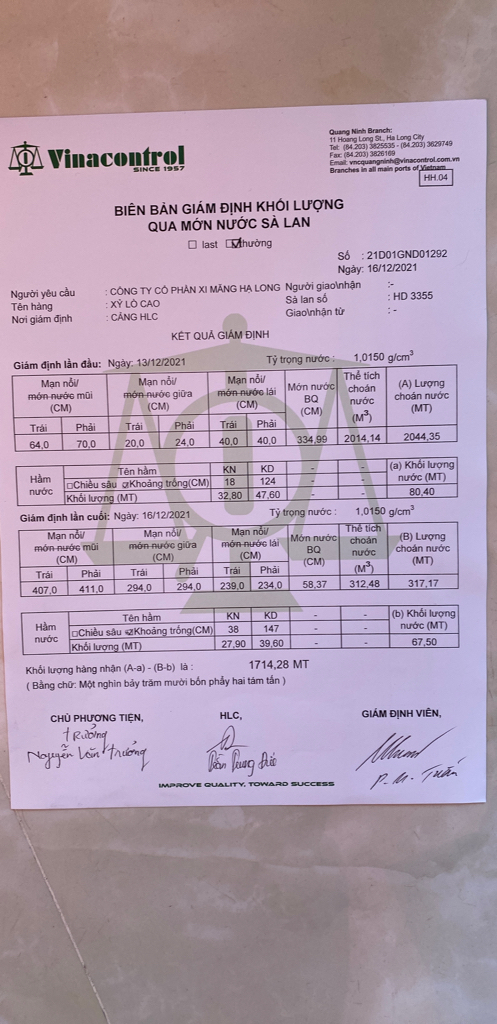 Vinacontrol
SINCE 1957
Quang Ninh Branch:
11 Hoang Long St., Ha Long City
Tel: (84.203) 3825535 - (84.203) 3629749
Fax: (84.203) 3826169
Email: vncquangninh@vinacontrol.com.vn
Branches in all main ports of Vietnam
HH.04
BIÊN BẢN GIÁM ĐỊNH KHỐI LƯỢNG
QUA MỚN NƯỚC SÀ LAN
last thường
Số : 21D01GND01292
Ngày: 16/12/2021
Người yêu cầu : CÔNG TY CỔ PHẦN XI MĂNG HẠ LONG Người giao\nhận :-
Tên hàng : XỶ LÒ CAO Sà lan số : HD 3355
Nơi giám định : CẢNG HLC Giao\nhận từ : -
KẾT QUẢ GIÁM ĐỊNH
Giám định lần đầu: Ngày: 13/12/2021 Tỷ trọng nước : 1,0150 g/cm3
Mạn nổi/ món nước mũi (CM) Mạn nổi/ món nước giữa (CM) Mạn nổi/ món nước lái (CM) Món nước BQ (CM) Thể tích choán nước (M3) (A) Lượng choán nước (MT)
Trái Phải Trái Phải Trái Phải
64,0 70,0 20,0 24,0 40,0 40,0 334,99 2014,14 2044,35
Hầm nước Tên hầm KN KD - - - (a) Khối lượng nước (MT)
Chiều sâu Khoảng trống(CM) 18 124 - - -
Khối lượng (MT) 32,80 47,60 - - - 80,40
Giám định lần cuối: Ngày: 16/12/2021 Tỷ trọng nước : 1,0150 g/cm3
Mạn nổi/ món nước mũi (CM) Mạn nổi/ món nước giữa (CM) Mạn nổi/ món nước lái (CM) Món nước BQ (CM) Thể tích choán nước (M3) (B) Lượng choán nước (MT)
Trái Phải Trái Phải Trái Phải
407,0 411,0 294,0 294,0 239,0 234,0 58,37 312,48 317,17
Hầm nước Tên hầm KN KD - - - (b) Khối lượng nước (MT)
Chiều sâu Khoảng trống(CM) 38 147 - - -
Khối lượng (MT) 27,90 39,60 - - - 67,50
Khối lượng hàng nhận (A-a) - (B-b) là : 1714,28 MT
( Bằng chữ: Một nghìn bảy trăm mười bốn phẩy hai tám tấn )
CHỦ PHƯƠNG TIỆN, HLC, GIÁM ĐỊNH VIÊN,
Trưởng
Nguyễn Văn Trưởng
P.M. Tuấn
IMPROVE QUALITY, TOWARD SUCCESS